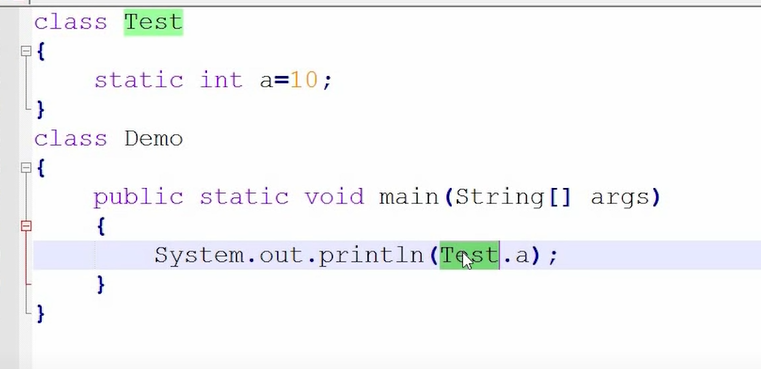 class Test
{
static int a=10;
}
class Demo
{
public static void main(String[] args)
{
System.out.println(Test.a);
}
}